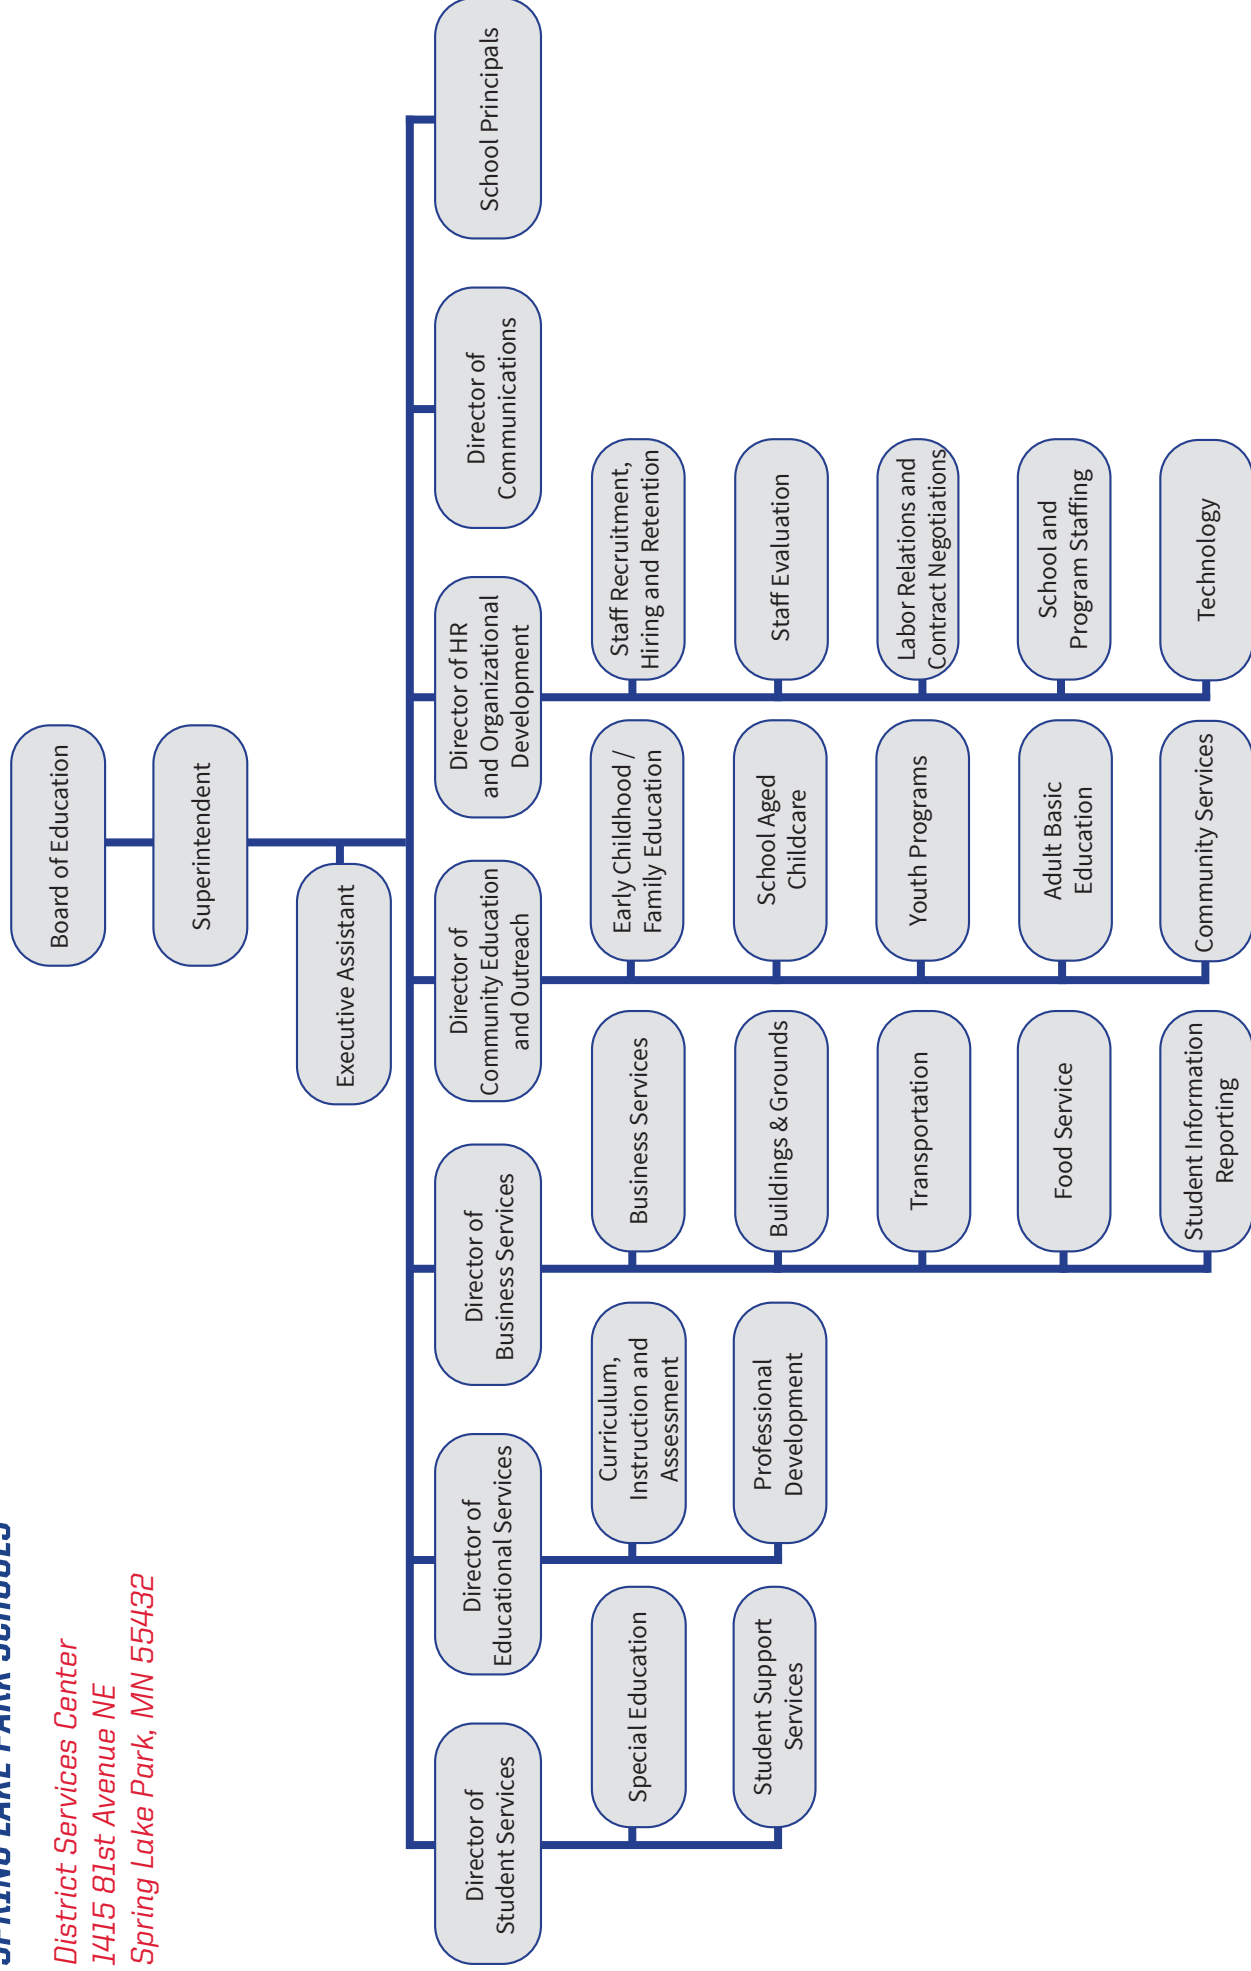 SPRING LAKE PARK SCHOOLS
District Services Center
1415 81st Avenue NE
Spring Lake Park, MN 55432
Board of Education
Superintendent
Executive Assistant
Director of
Student Services
Director of
Educational Services
Director of
Business Services
Director of
Community Education
and Outreach
Director of HR
and Organizational
Development
Director of
Communications
School Principals
Special Education
Student Support
Services
Curriculum,
Instruction and
Assessment
Professional
Development
Business Services
Buildings & Grounds
Transportation
Food Service
Student Information
Reporting
Early Childhood /
Family Education
School Aged
Childcare
Youth Programs
Adult Basic
Education
Community Services
Staff Recruitment,
Hiring and Retention
Staff Evaluation
Labor Relations and
Contract Negotiations
School and
Program Staffing
Technology